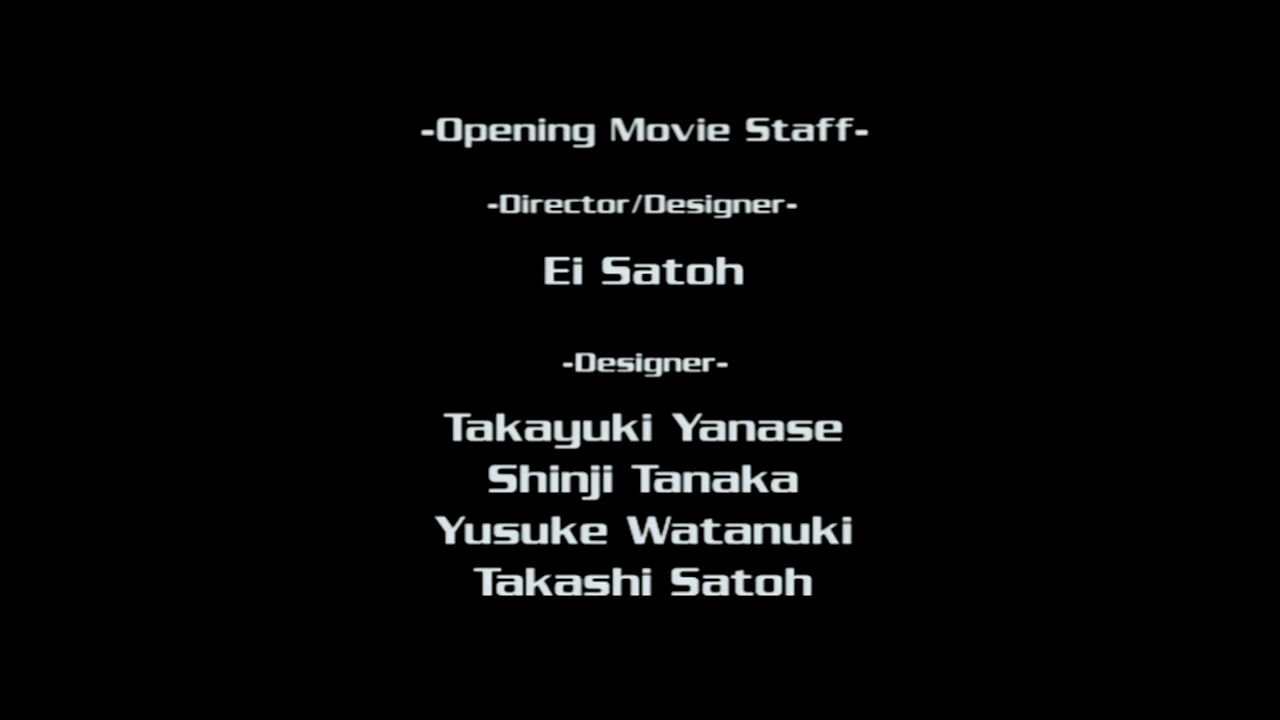 -Opening Movie Staff-
-Director/Designer-
Ei Satoh
-Designer-
Takayuki Yanase
Shinji Tanaka
Yusuke Watanuki
Takashi Satoh